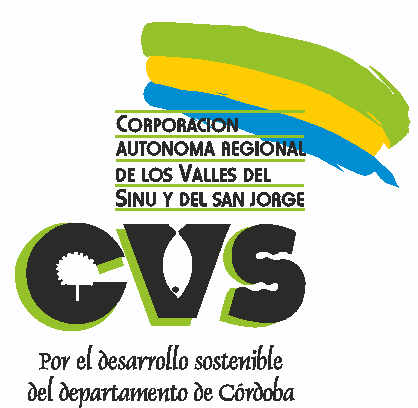 CORPORACION
AUTONOMA REGIONAL
DE LOS VALLES DEL
SINU Y DEL SAN JORGE
CVS
Por el desarrollo sostenible
del departamento de Córdoba